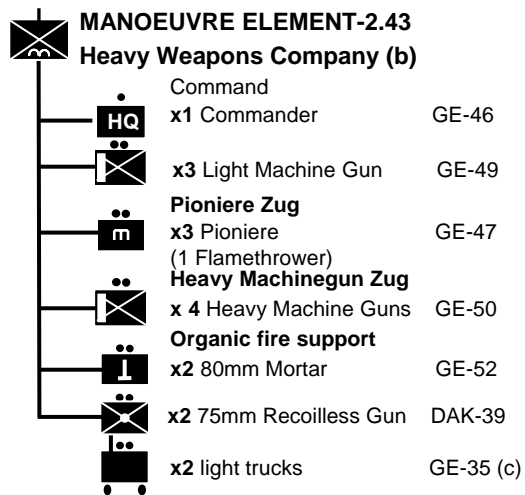 MANOEUVRE ELEMENT-2.43
Heavy Weapons Company (b)
Command
HQ x1 Commander GE-46
x3 Light Machine Gun GE-49
Pioniere Zug
x3 Pioniere GE-47
(1 Flamethrower)
Heavy Machinegun Zug
x 4 Heavy Machine Guns GE-50
Organic fire support
x2 80mm Mortar GE-52
x2 75mm Recoilless Gun DAK-39
x2 light trucks GE-35 (c)